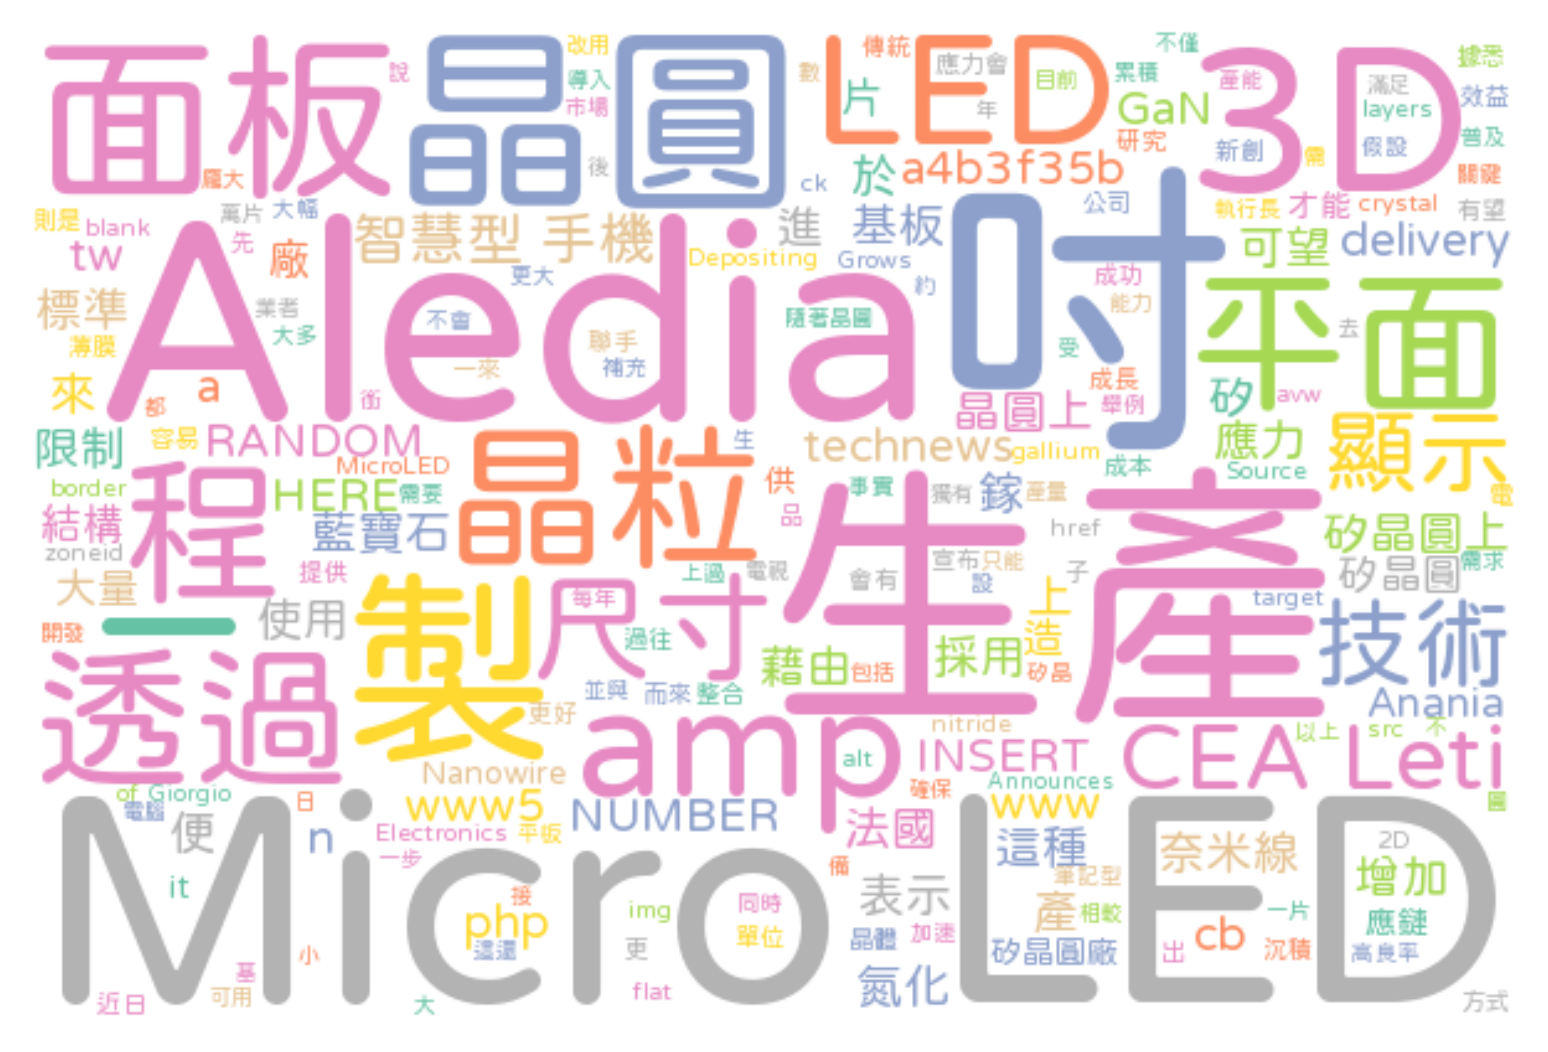 面板
晶圓
LED
3D
改用
導入
市場
說
數
傳統
片
應力會
年
目前
不僅
累積
GaN
研究
產能
新創
需
滿足
layers
假設
據悉
效益
普及
關鍵
龐大
後
ck
於
a4b3f35b
公司
執行長
才能
crystal
有望
則是
blank
萬片
大幅
先
tw
廠
智慧型
手機
進
基板
Depositing
Grows
可望
delivery
Aledia
吋
平面
標準
業者
大多
薄膜
更大
不會
聯手
補充
一來
隨著晶圓
約
成功
能力
受
去
來
a
都
銜
成長
舉例
晶圓上
矽
avw
限制
容易
RANDOM
MicroLED
晶粒
生
technews
gallium
成本
應力
Source
顯示
border
程
HERE
需要
供
品
事實
獨有
鎵
產量
href
電
結構
zoneid
藍寶石
生產
矽晶圓上
大量
提供
上過
電視
會有
宣布
只能
設
子
矽晶圓
需求
target
開發
一
使用
製
尺寸
每年
過往
藉由
包括
採用
上
造
矽晶
技術
透過
並與
而來
整合
更好
Anania
amp
nitride
alt
INSERT
CEA
Leti
以上
src
不
Nanowire
確保
Announces
of
Giorgio
電腦
日
www5
NUMBER
www
圓
便
n
Electronics
平板
一步
法國
這種
奈米線
2D
增加
Micro
LED
it
備
筆記型
接
php
這還
img
同時
單位
表示
產
相較
一片
應鏈
小
更
晶體
加速
矽晶圓廠
出
cb
沉積
高良率
基
近日
可用
大
flat
氮化
方式